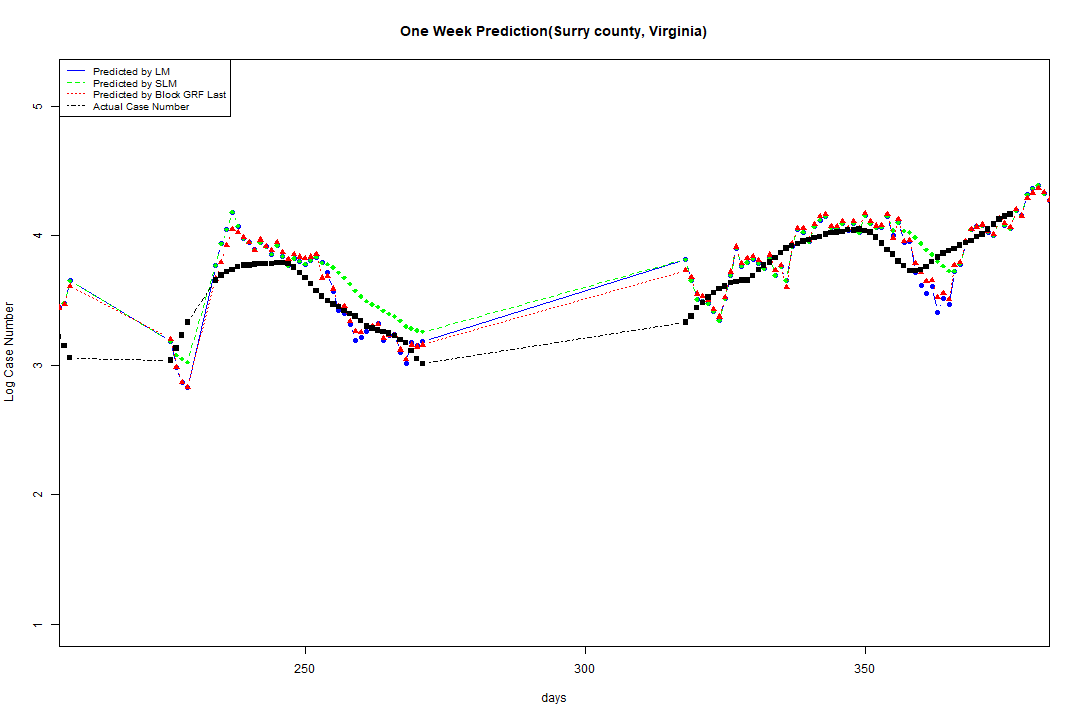 One Week Prediction(Surry county, Virginia)
Predicted by LM
Predicted by SLM
Predicted by Block GRF Last
Actual Case Number
5
4
3
2
1
Log Case Number
250
300
350
days